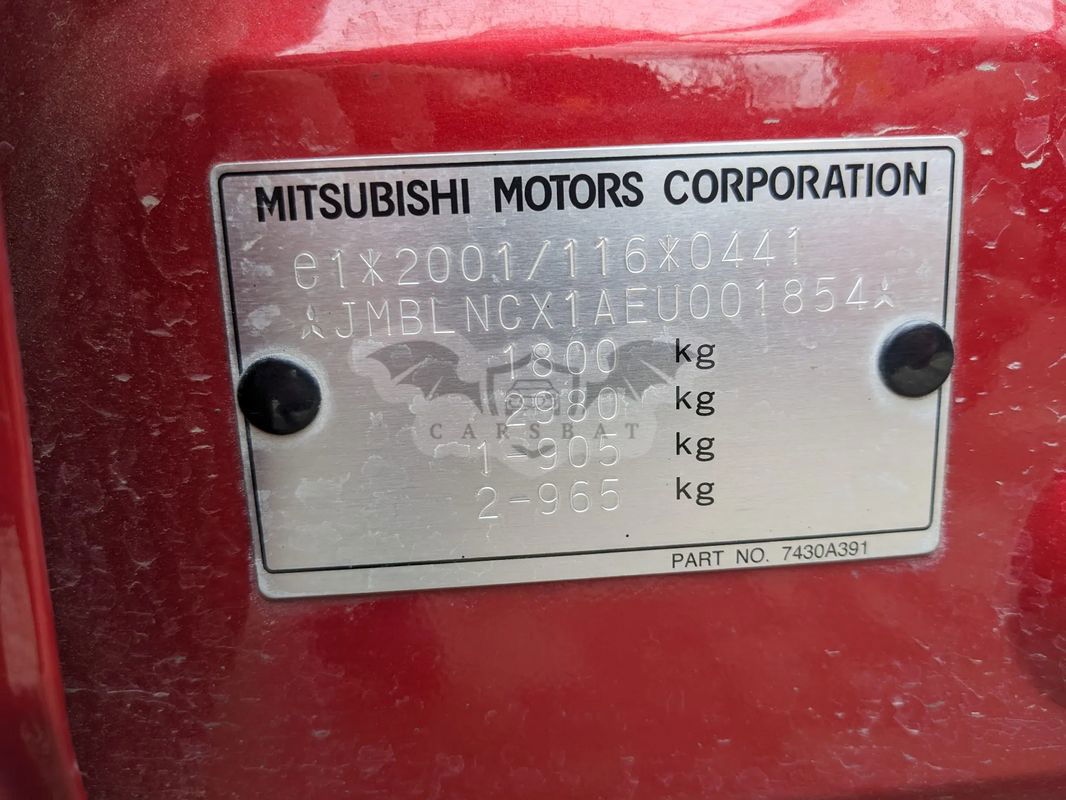 MITSUBISHI MOTORS CORPORATION
e1*2001/116*0441
*JMBLNCX1AEU001854*
1800 kg
2980 kg
CARSBAT
1-905 kg
2-965 kg
PART NO. 7430A391